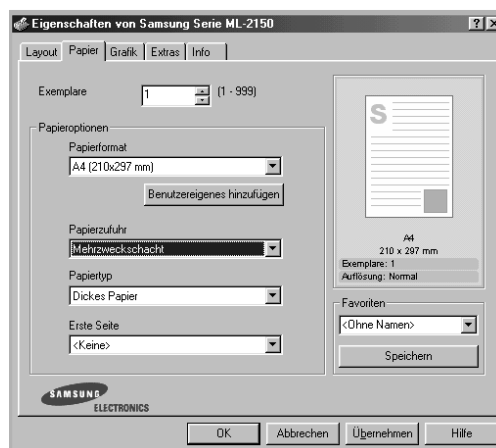 Eigenschaften von Samsung Serie ML-2150
Layout Papier Grafik Extras Info
Exemplare
1
(1 - 999)
Papieroptionen
Papierformat
A4 (210x297 mm)
Benutzereigenes hinzufügen
Papierzufuhr
Mehrzweckschacht
Papiertyp
Dickes Papier
Erste Seite
<Keine>
S
A4
210 x 297 mm
Exemplare: 1
Auflösung: Normal
Favoriten
<Ohne Namen>
Speichern
SAMSUNG
ELECTRONICS
OK Abbrechen Übernehmen Hilfe